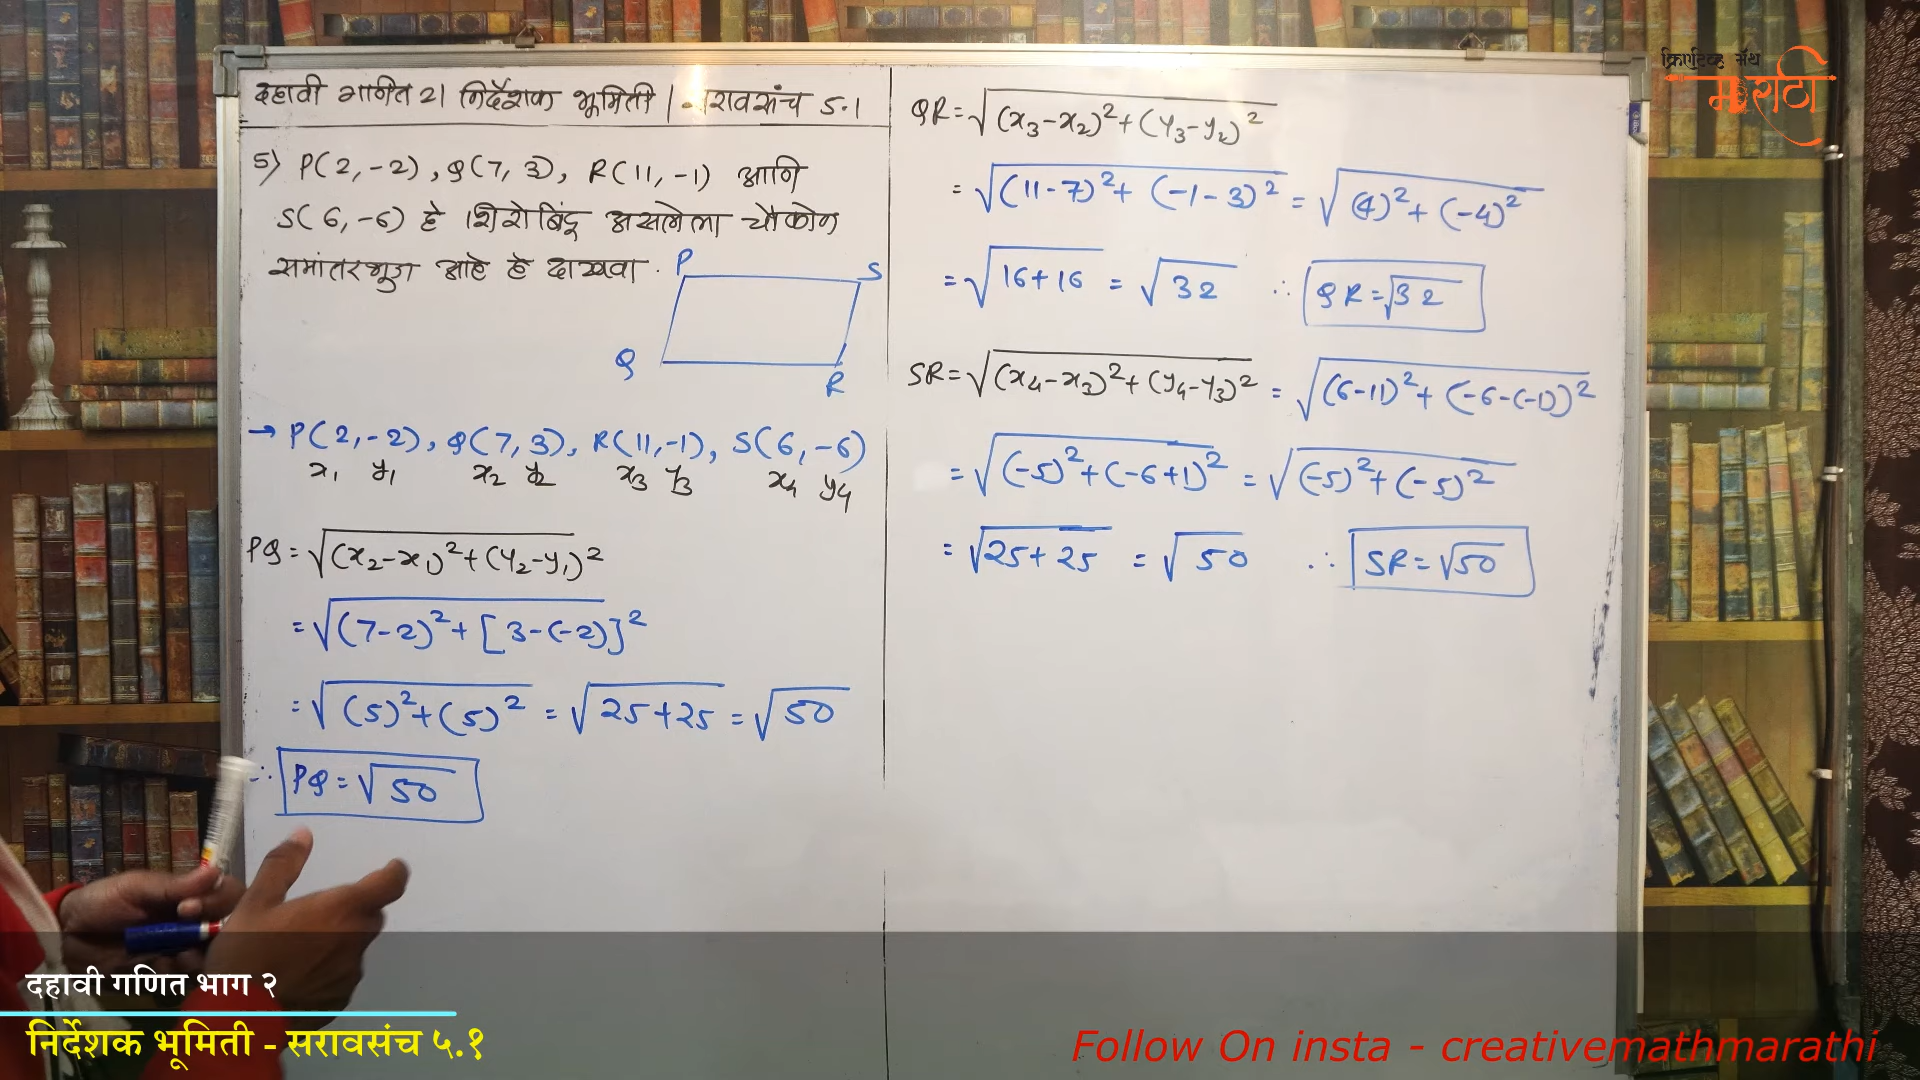 दहावी गणित 2। निर्देशक भूमिती । सरावसंच 5.1
5) P(2,-2), Q(7,3), R(11,-1) आणि
S(6,-6) हे शिरोबिंदू असलेला चौकोन
समांतरभुज आहे हे दाखवा.
P
S
Q
R
→ P(2,-2), Q(7,3), R(11,-1), S(6,-6)
x₁ y₁ x₂ y₂ x₃ y₃ x₄ y₄
PQ = √(x₂-x₁)²+(y₂-y₁)²
= √(7-2)²+[3-(-2)]²
= √(5)²+(5)² = √25+25 = √50
∴ PQ = √50
QR = √(x₃-x₂)²+(y₃-y₂)²
= √(11-7)²+(-1-3)² = √(4)²+(-4)²
= √16+16 = √32 ∴ QR = √32
SR = √(x₄-x₃)²+(y₄-y₃)² = √(6-11)²+(-6-(-1))²
= √(-5)²+(-6+1)² = √(-5)²+(-5)²
= √25+25 = √50 ∴ SR = √50
क्रिएटिव्ह मॅथ
मराठी
दहावी गणित भाग २
निर्देशक भूमिती - सरावसंच ५.१
Follow On insta - creativemathmarathi